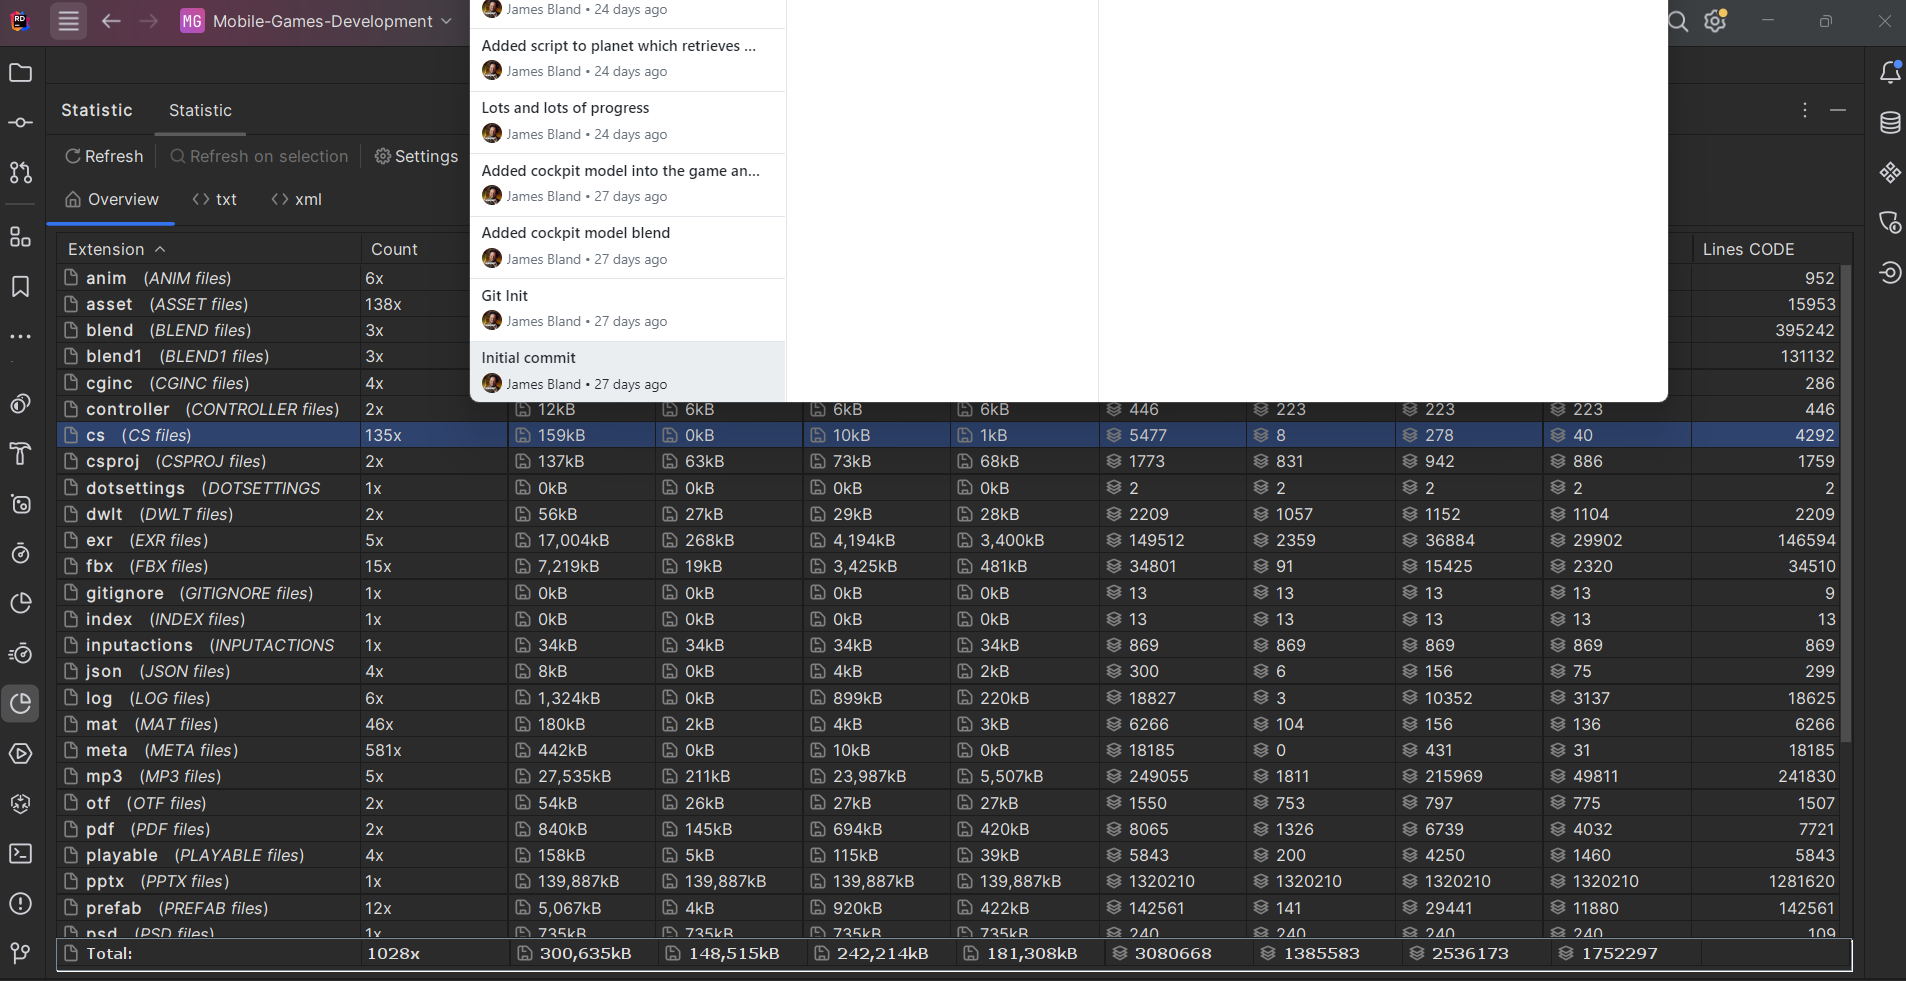 RD
MG Mobile-Games-Development
James Bland • 24 days ago
Added script to planet which retrieves ...
James Bland • 24 days ago
Lots and lots of progress
James Bland • 24 days ago
Added cockpit model into the game an...
James Bland • 27 days ago
Added cockpit model blend
James Bland • 27 days ago
Git Init
James Bland • 27 days ago
Initial commit
James Bland • 27 days ago
Statistic Statistic
Refresh Refresh on selection Settings
Overview <> txt <> xml
Extension Count Lines CODE
anim (ANIM files) 6x 952
asset (ASSET files) 138x 15953
blend (BLEND files) 3x 395242
blend1 (BLEND1 files) 3x 131132
cginc (CGINC files) 4x 286
controller (CONTROLLER files) 2x 12kB 6kB 6kB 6kB 446 223 223 223 446
cs (CS files) 135x 159kB 0kB 10kB 1kB 5477 8 278 40 4292
csproj (CSPROJ files) 2x 137kB 63kB 73kB 68kB 1773 831 942 886 1759
dotsettings (DOTSETTINGS 1x 0kB 0kB 0kB 0kB 2 2 2 2 2
dwlt (DWLT files) 2x 56kB 27kB 29kB 28kB 2209 1057 1152 1104 2209
exr (EXR files) 5x 17,004kB 268kB 4,194kB 3,400kB 149512 2359 36884 29902 146594
fbx (FBX files) 15x 7,219kB 19kB 3,425kB 481kB 34801 91 15425 2320 34510
gitignore (GITIGNORE files) 1x 0kB 0kB 0kB 0kB 13 13 13 13 9
index (INDEX files) 1x 0kB 0kB 0kB 0kB 13 13 13 13 13
inputactions (INPUTACTIONS 1x 34kB 34kB 34kB 34kB 869 869 869 869 869
json (JSON files) 4x 8kB 0kB 4kB 2kB 300 6 156 75 299
log (LOG files) 6x 1,324kB 0kB 899kB 220kB 18827 3 10352 3137 18625
mat (MAT files) 46x 180kB 2kB 4kB 3kB 6266 104 156 136 6266
meta (META files) 581x 442kB 0kB 10kB 0kB 18185 0 431 31 18185
mp3 (MP3 files) 5x 27,535kB 211kB 23,987kB 5,507kB 249055 1811 215969 49811 241830
otf (OTF files) 2x 54kB 26kB 27kB 27kB 1550 753 797 775 1507
pdf (PDF files) 2x 840kB 145kB 694kB 420kB 8065 1326 6739 4032 7721
playable (PLAYABLE files) 4x 158kB 5kB 115kB 39kB 5843 200 4250 1460 5843
pptx (PPTX files) 1x 139,887kB 139,887kB 139,887kB 139,887kB 1320210 1320210 1320210 1320210 1281620
prefab (PREFAB files) 12x 5,067kB 4kB 920kB 422kB 142561 141 29441 11880 142561
psd (PSD files) 1x 735kB 735kB 735kB 735kB 240 240 240 240 109
Total: 1028x 300,635kB 148,515kB 242,214kB 181,308kB 3080668 1385583 2536173 1752297